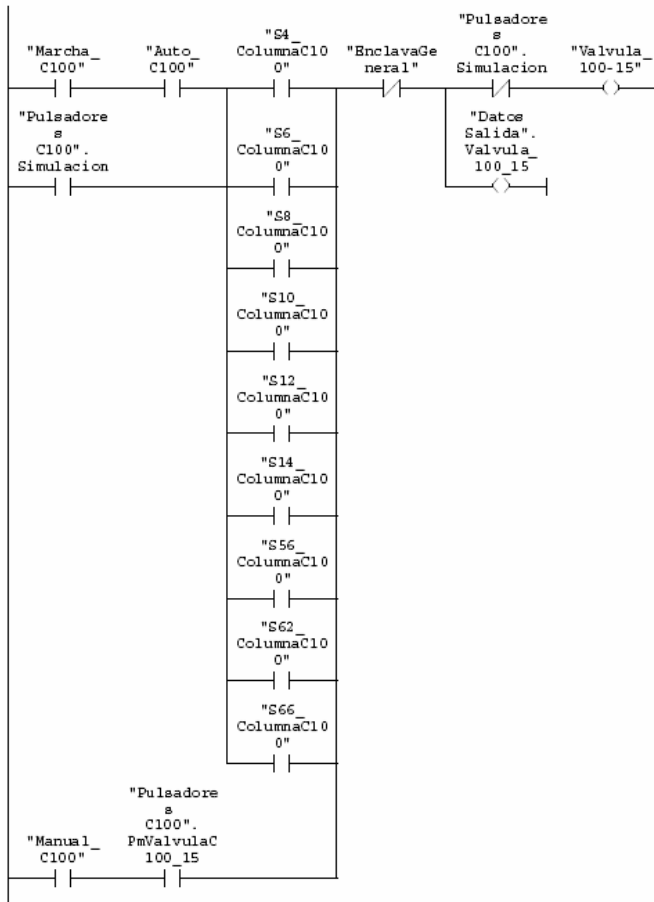 "Marcha_
C100"
"Auto_
C100"
"S4_
ColumnaC10
0"
"EnclavaGe
neral"
"Pulsadore
s
C100".
Simulacion
"Valvula_
100-15"
"Pulsadore
s
C100".
Simulacion
"S6_
ColumnaC10
0"
"Datos
Salida".
Valvula_
100_15
"S8_
ColumnaC10
0"
"S10_
ColumnaC10
0"
"S12_
ColumnaC10
0"
"S14_
ColumnaC10
0"
"S56_
ColumnaC10
0"
"S62_
ColumnaC10
0"
"S66_
ColumnaC10
0"
"Manual_
C100"
"Pulsadore
s
C100".
PmValvulaC
100_15